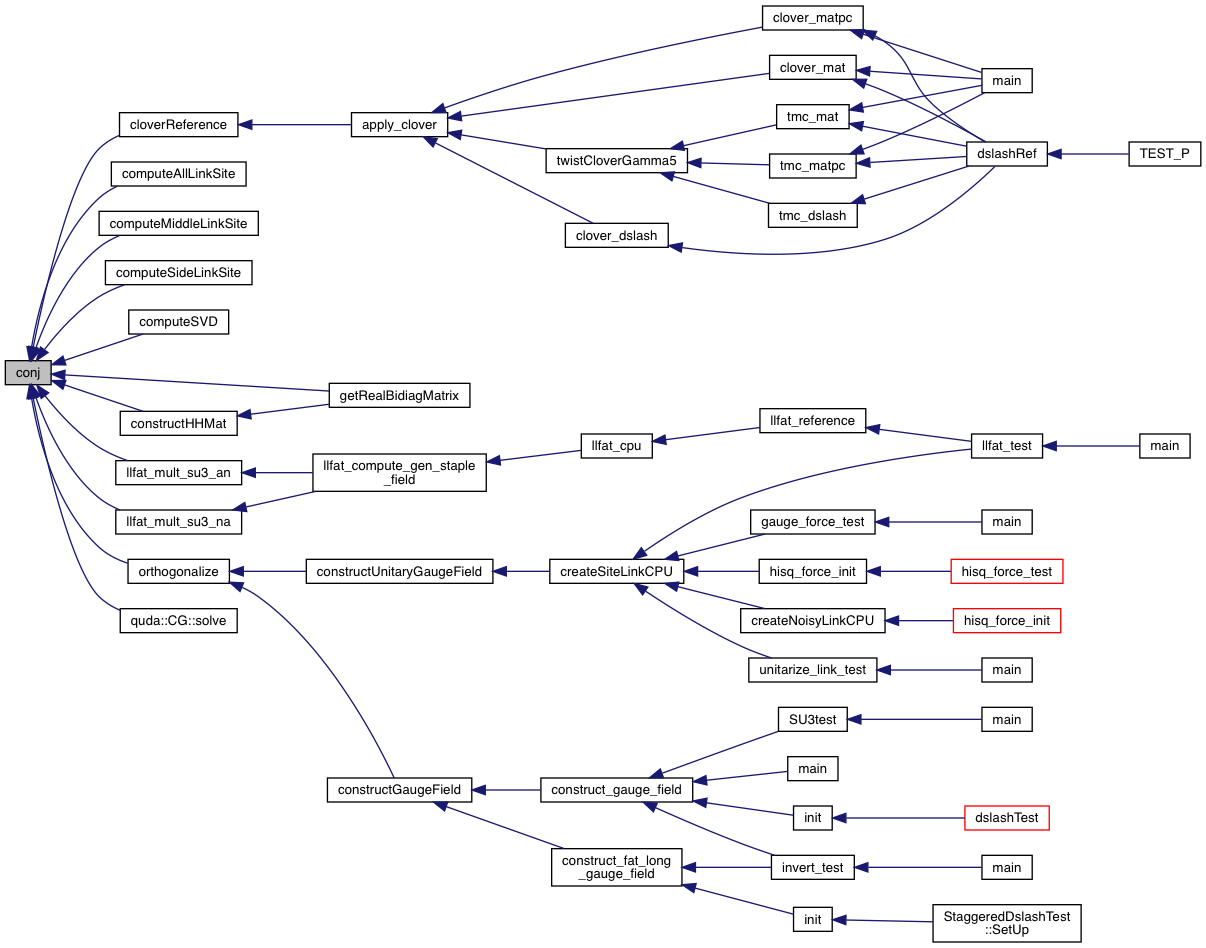 clover_matpc
clover_mat
main
cloverReference
apply_clover
tmc_mat
twistCloverGamma5
tmc_matpc
dslashRef
TEST_P
computeAllLinkSite
tmc_dslash
computeMiddleLinkSite
clover_dslash
computeSideLinkSite
computeSVD
conj
getRealBidiagMatrix
constructHHMat
llfat_reference
llfat_cpu
llfat_test
main
llfat_mult_su3_an
llfat_compute_gen_staple
_field
llfat_mult_su3_na
gauge_force_test
main
orthogonalize
constructUnitaryGaugeField
createSiteLinkCPU
hisq_force_init
hisq_force_test
quda::CG::solve
createNoisyLinkCPU
hisq_force_init
unitarize_link_test
main
SU3test
main
main
constructGaugeField
construct_gauge_field
init
dslashTest
construct_fat_long
_gauge_field
invert_test
main
init
StaggeredDslashTest
::SetUp